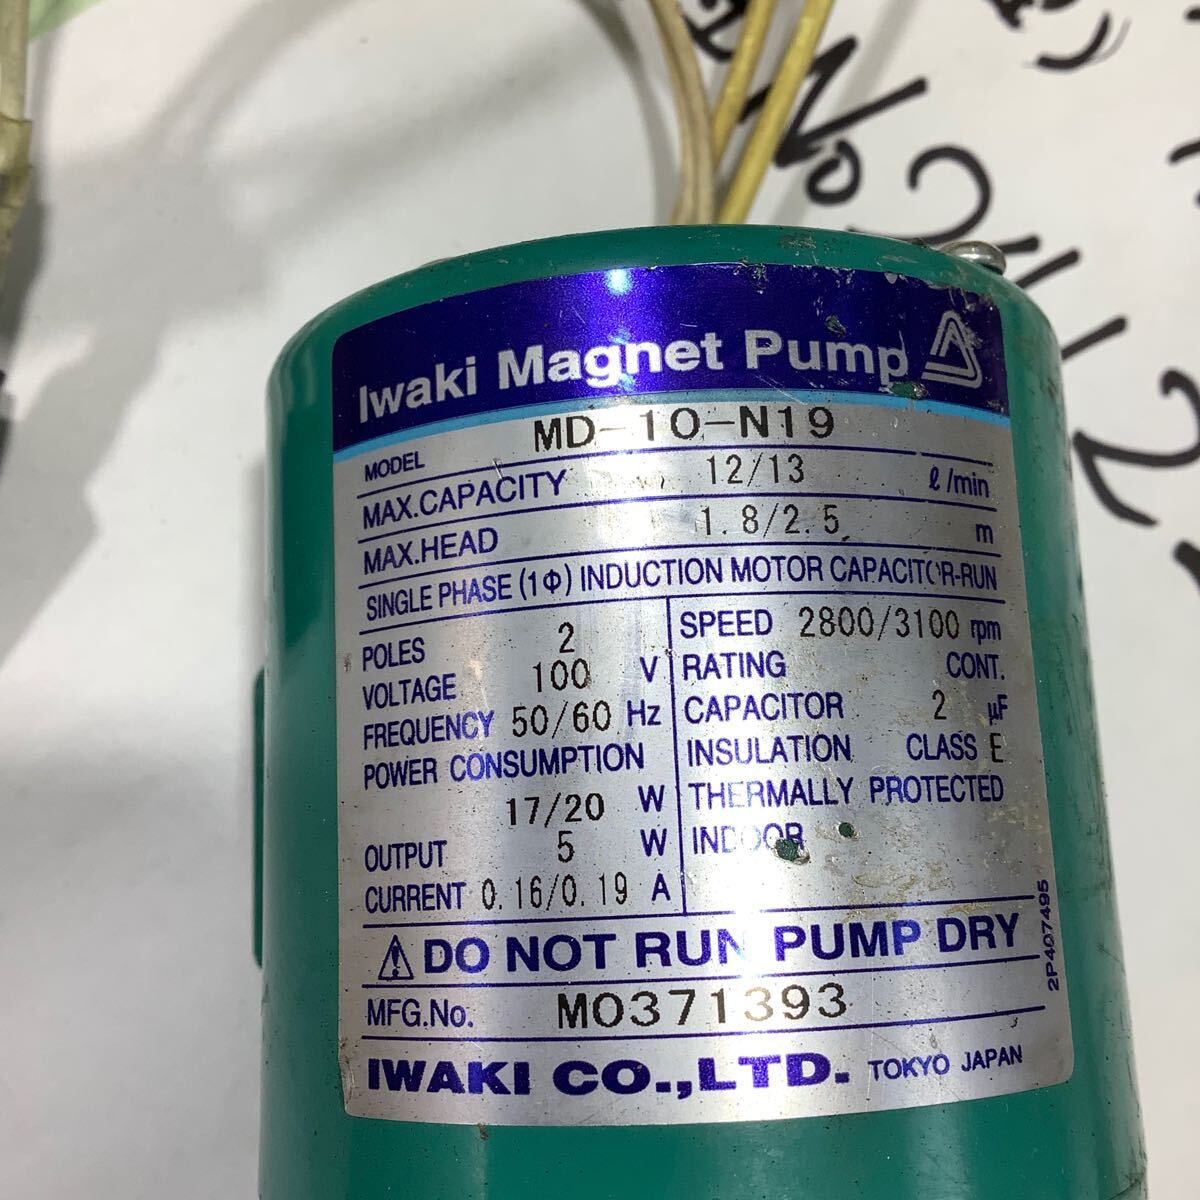 No 242
Iwaki Magnet Pump
MODEL MD-10-N19
MAX.CAPACITY 12/13 ℓ/min
MAX.HEAD 1.8/2.5 m
SINGLE PHASE (1Φ) INDUCTION MOTOR CAPACITOR-RUN
POLES 2
VOLTAGE 100 V
FREQUENCY 50/60 Hz
POWER CONSUMPTION
17/20 W
OUTPUT 5 W
CURRENT 0.16/0.19 A
SPEED 2800/3100 rpm
RATING CONT.
CAPACITOR 2 μF
INSULATION CLASS E
THERMALLY PROTECTED
INDOOR
DO NOT RUN PUMP DRY
MFG.No. M0371393
IWAKI CO.,LTD. TOKYO JAPAN
2P407495